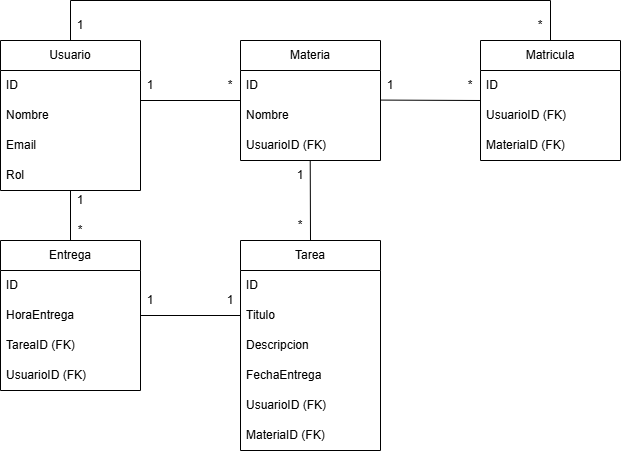 1
*
Usuario
ID
Nombre
Email
Rol
1
*
Materia
ID
Nombre
UsuarioID (FK)
1
*
Matricula
ID
UsuarioID (FK)
MateriaID (FK)
1
*
1
*
Entrega
ID
HoraEntrega
TareaID (FK)
UsuarioID (FK)
1
1
Tarea
ID
Titulo
Descripcion
FechaEntrega
UsuarioID (FK)
MateriaID (FK)